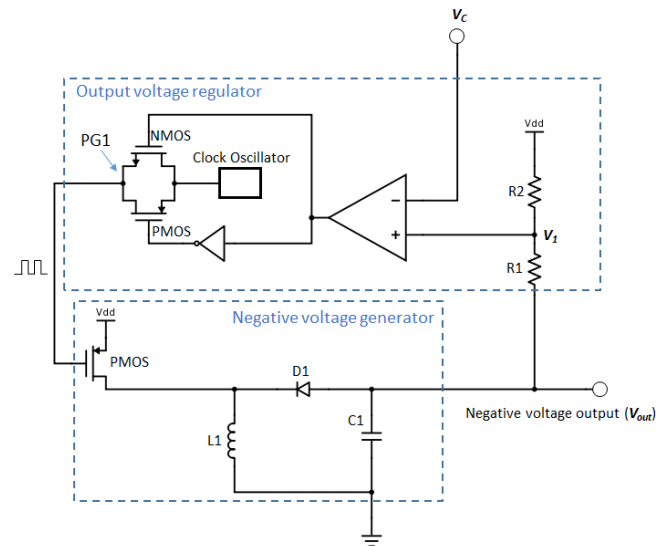 V_C
Output voltage regulator
PG1
NMOS
Clock Oscillator
Vdd
R2
PMOS
−
+
V_1
R1
Vdd
Negative voltage generator
PMOS
D1
L1
C1
Negative voltage output (V_out)